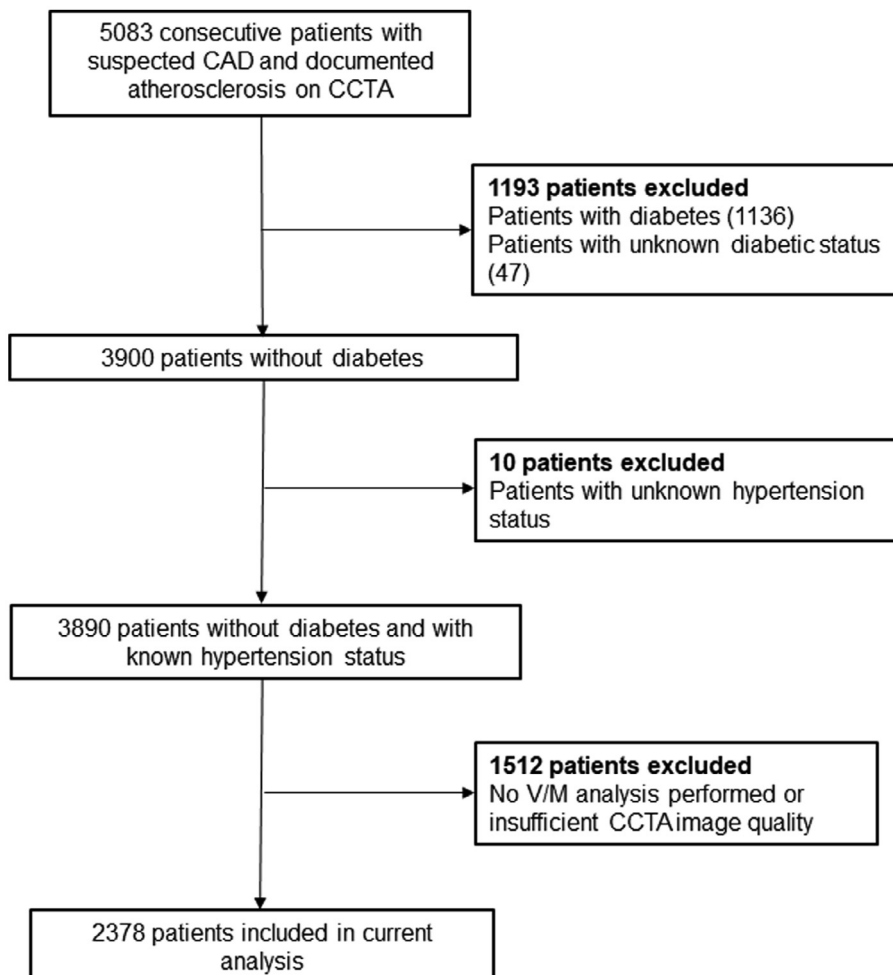 5083 consecutive patients with
suspected CAD and documented
atherosclerosis on CCTA
1193 patients excluded
Patients with diabetes (1136)
Patients with unknown diabetic status
(47)
3900 patients without diabetes
10 patients excluded
Patients with unknown hypertension
status
3890 patients without diabetes and with
known hypertension status
1512 patients excluded
No V/M analysis performed or
insufficient CCTA image quality
2378 patients included in current
analysis